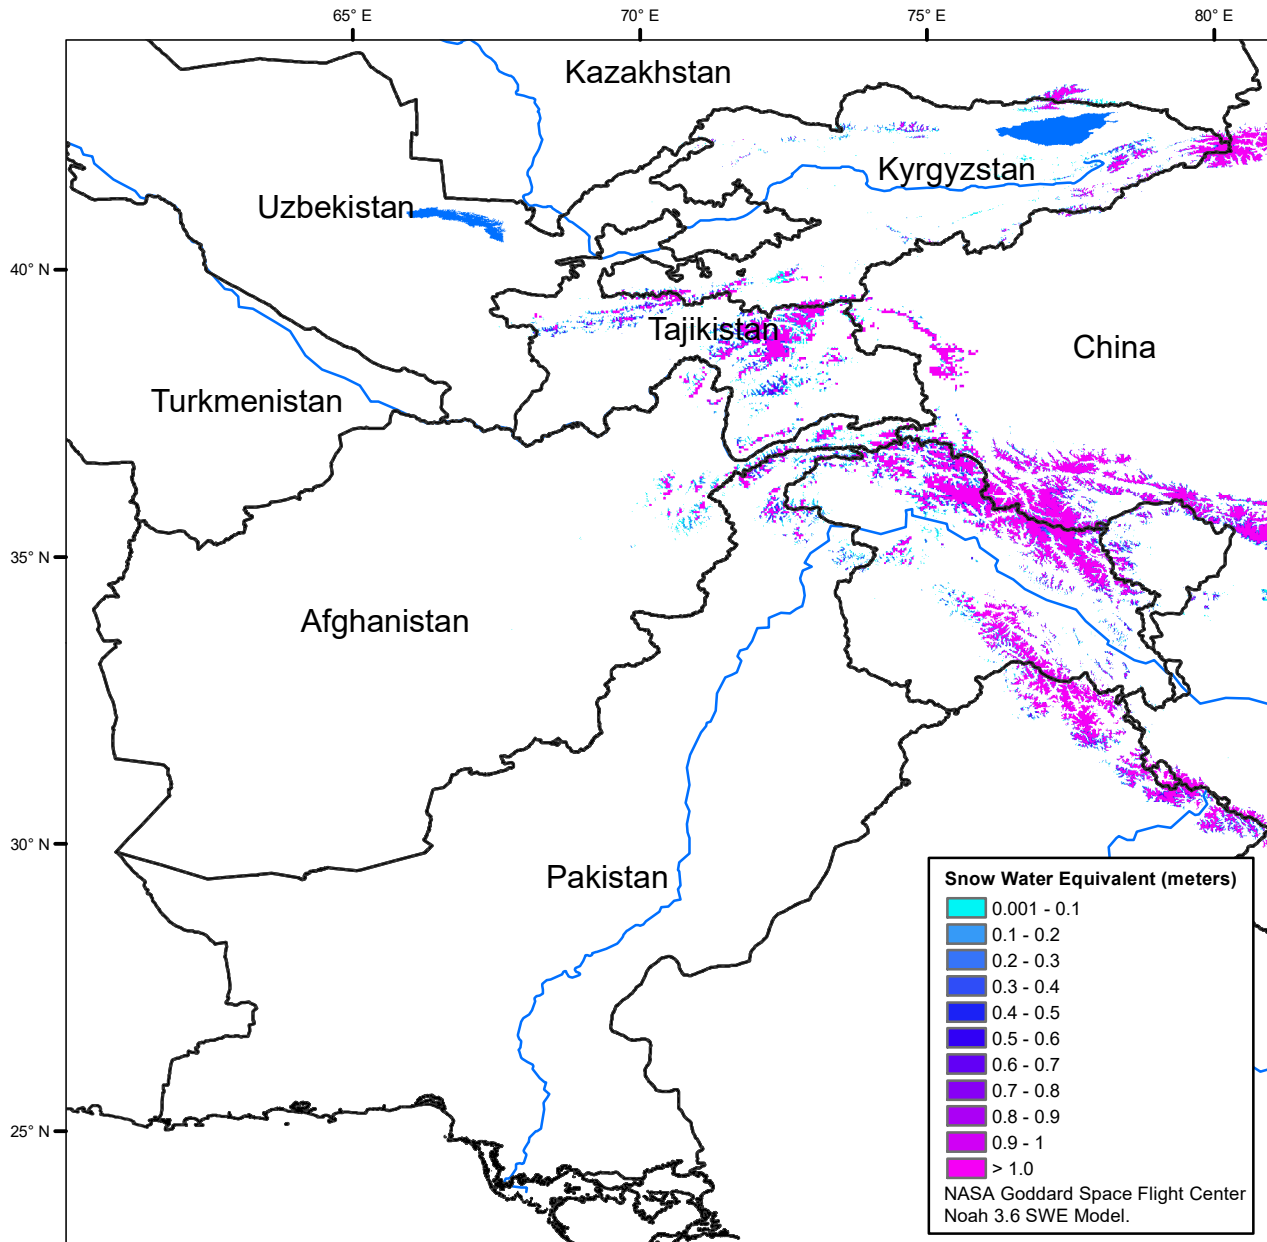 65° E
70° E
75° E
80° E
Kazakhstan
Kyrgyzstan
Uzbekistan
40° N
Tajikistan
China
Turkmenistan
35° N
Afghanistan
30° N
Pakistan
25° N
Snow Water Equivalent (meters)
0.001 - 0.1
0.1 - 0.2
0.2 - 0.3
0.3 - 0.4
0.4 - 0.5
0.5 - 0.6
0.6 - 0.7
0.7 - 0.8
0.8 - 0.9
0.9 - 1
> 1.0
NASA Goddard Space Flight Center
Noah 3.6 SWE Model.